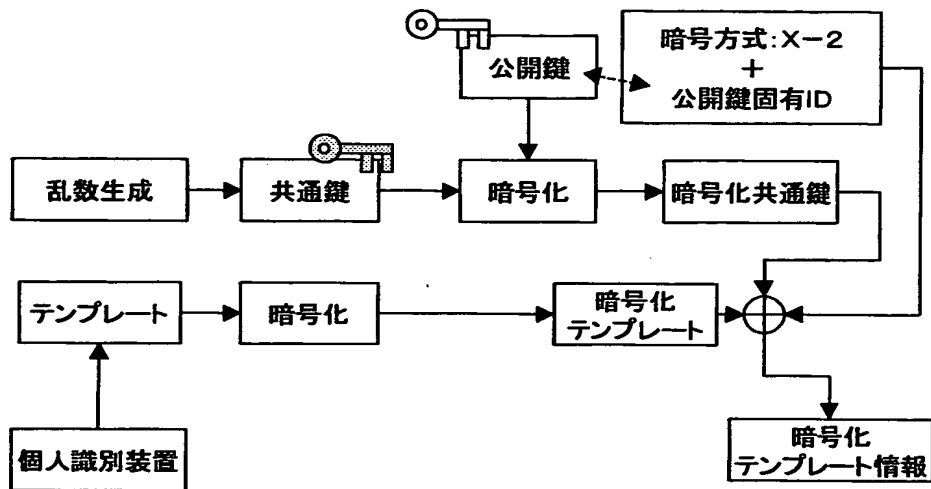 公開鍵
暗号方式:X−2
+
公開鍵固有ID
乱数生成
共通鍵
暗号化
暗号化共通鍵
テンプレート
暗号化
暗号化
テンプレート
個人識別装置
暗号化
テンプレート情報